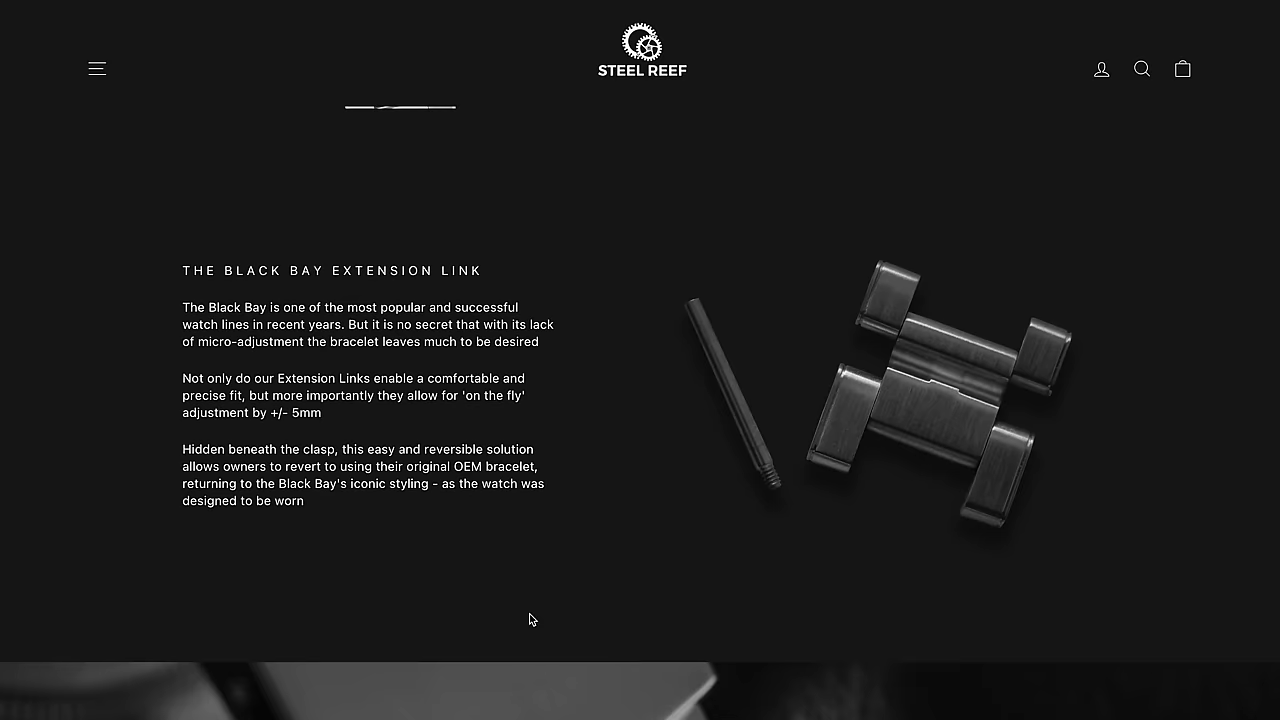 STEEL REEF
THE BLACK BAY EXTENSION LINK
The Black Bay is one of the most popular and successful
watch lines in recent years. But it is no secret that with its lack
of micro-adjustment the bracelet leaves much to be desired
Not only do our Extension Links enable a comfortable and
precise fit, but more importantly they allow for 'on the fly'
adjustment by +/- 5mm
Hidden beneath the clasp, this easy and reversible solution
allows owners to revert to using their original OEM bracelet,
returning to the Black Bay's iconic styling - as the watch was
designed to be worn